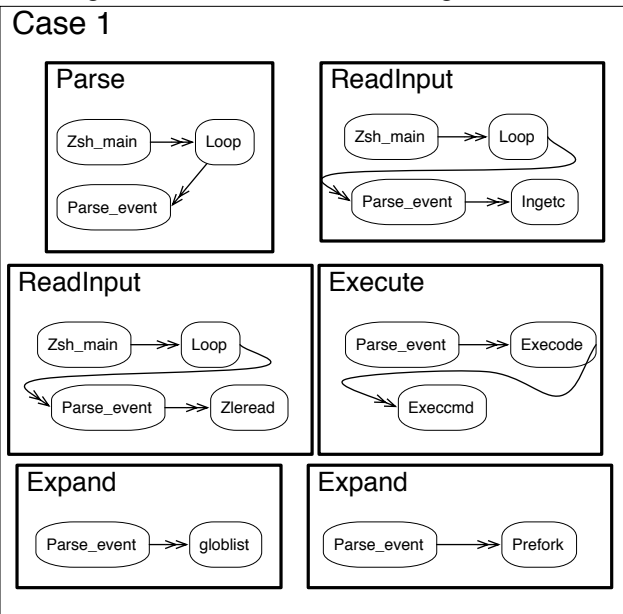 Case 1
Parse
Zsh_main
Loop
Parse_event
ReadInput
Zsh_main
Loop
Parse_event
Ingetc
ReadInput
Zsh_main
Loop
Parse_event
Zleread
Execute
Parse_event
Execode
Execcmd
Expand
Parse_event
globlist
Expand
Parse_event
Prefork